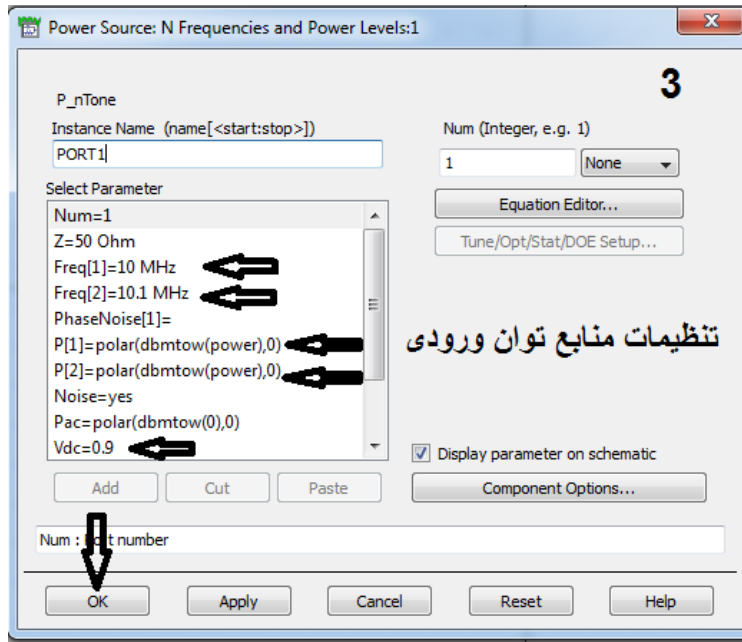 Power Source: N Frequencies and Power Levels:1
3
P_nTone
Instance Name (name[<start:stop>])
PORT1
Num (Integer, e.g. 1)
1
None
Select Parameter
Num=1
Z=50 Ohm
Freq[1]=10 MHz
Freq[2]=10.1 MHz
PhaseNoise[1]=
P[1]=polar(dbmtow(power),0)
P[2]=polar(dbmtow(power),0)
Noise=yes
Pac=polar(dbmtow(0),0)
Vdc=0.9
Equation Editor...
Tune/Opt/Stat/DOE Setup...
تنظیمات منابع توان ورودی
Display parameter on schematic
Component Options...
Add
Cut
Paste
Num : number
OK
Apply
Cancel
Reset
Help